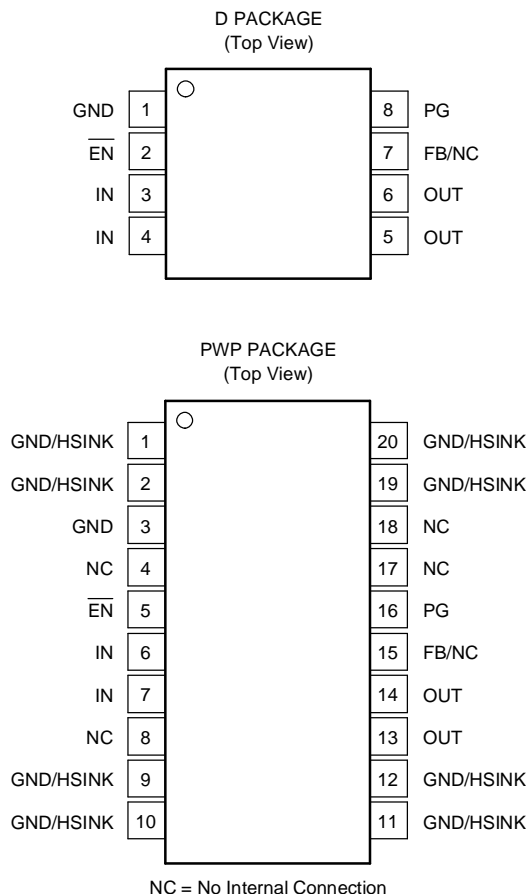 D PACKAGE
(Top View)
GND 1 8 PG
EN 2 7 FB/NC
IN 3 6 OUT
IN 4 5 OUT
PWP PACKAGE
(Top View)
GND/HSINK 1 20 GND/HSINK
GND/HSINK 2 19 GND/HSINK
GND 3 18 NC
NC 4 17 NC
EN 5 16 PG
IN 6 15 FB/NC
IN 7 14 OUT
NC 8 13 OUT
GND/HSINK 9 12 GND/HSINK
GND/HSINK 10 11 GND/HSINK
NC = No Internal Connection